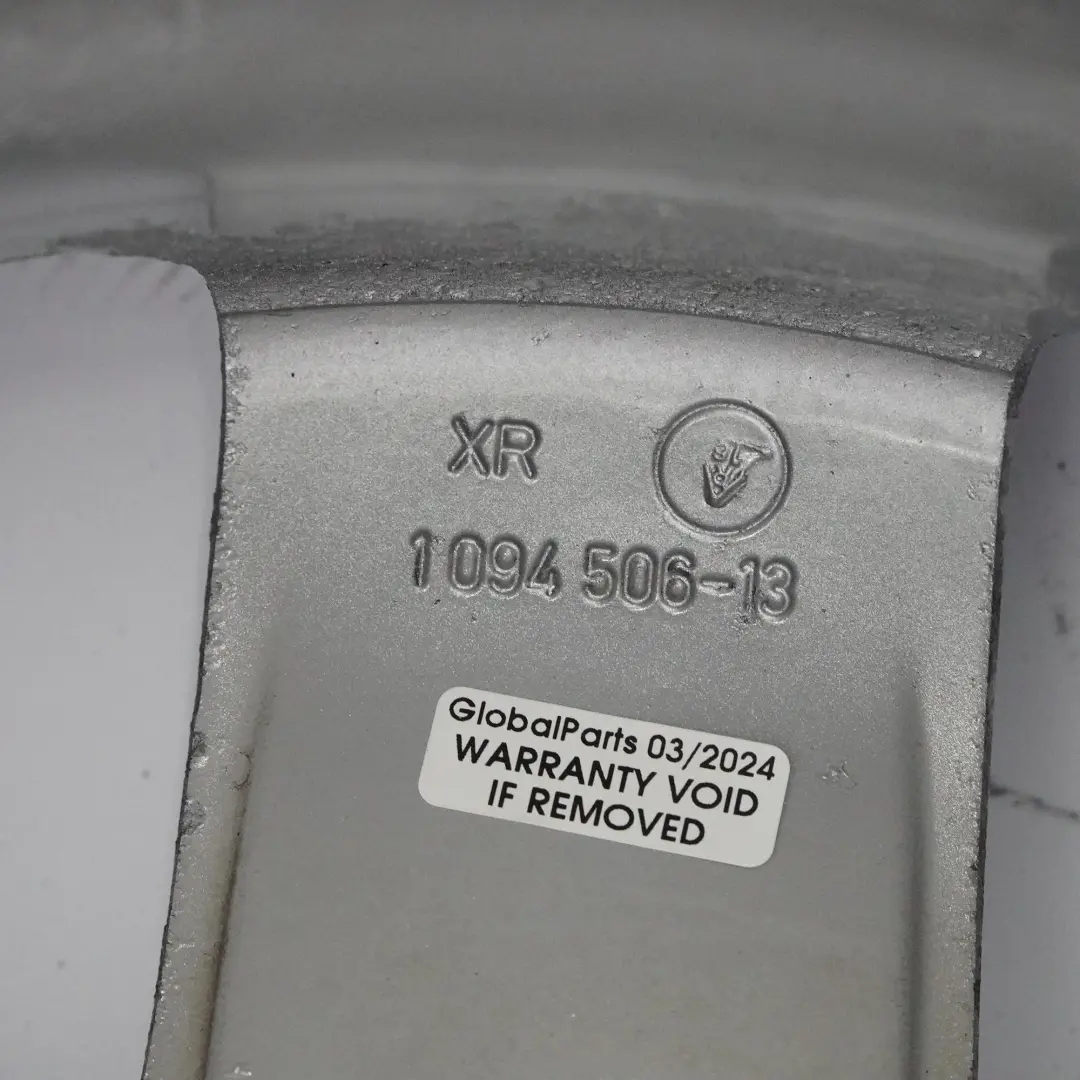 XR
1 094 506-13
GlobalParts 03/2024
WARRANTY VOID
IF REMOVED